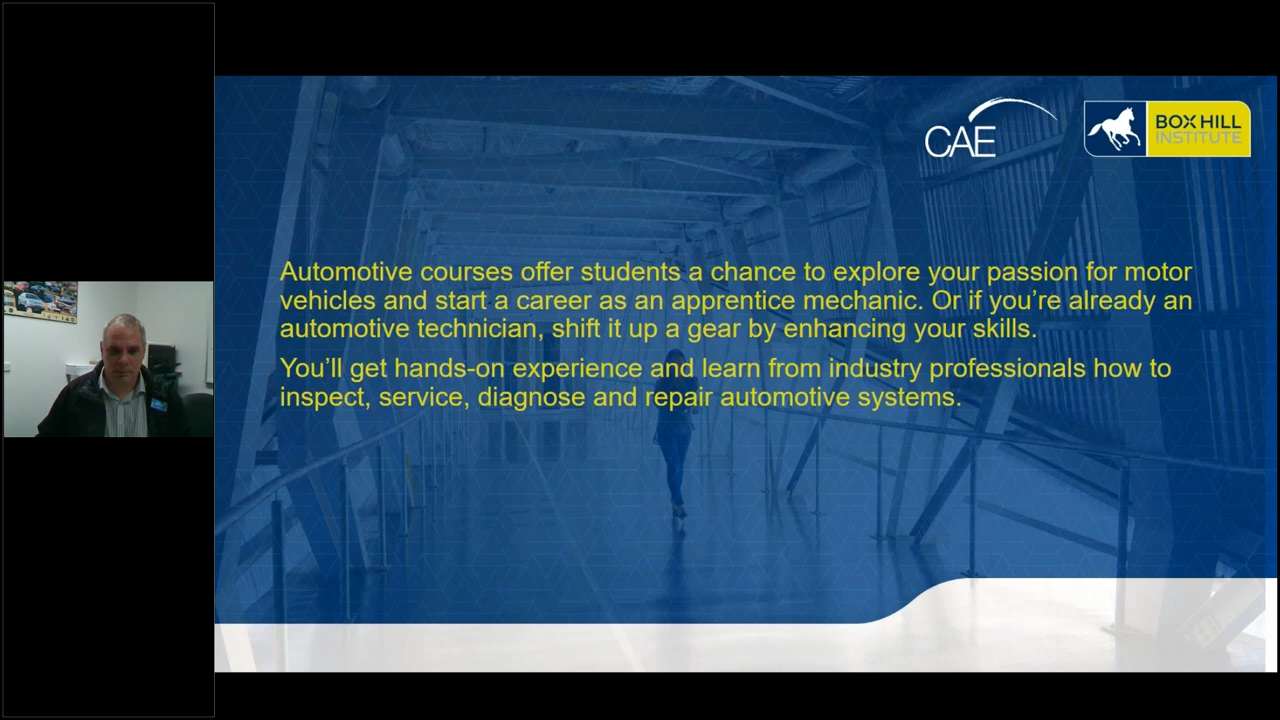 CAE
BOX HILL
INSTITUTE
Automotive courses offer students a chance to explore your passion for motor
vehicles and start a career as an apprentice mechanic. Or if you’re already an
automotive technician, shift it up a gear by enhancing your skills.
You’ll get hands-on experience and learn from industry professionals how to
inspect, service, diagnose and repair automotive systems.